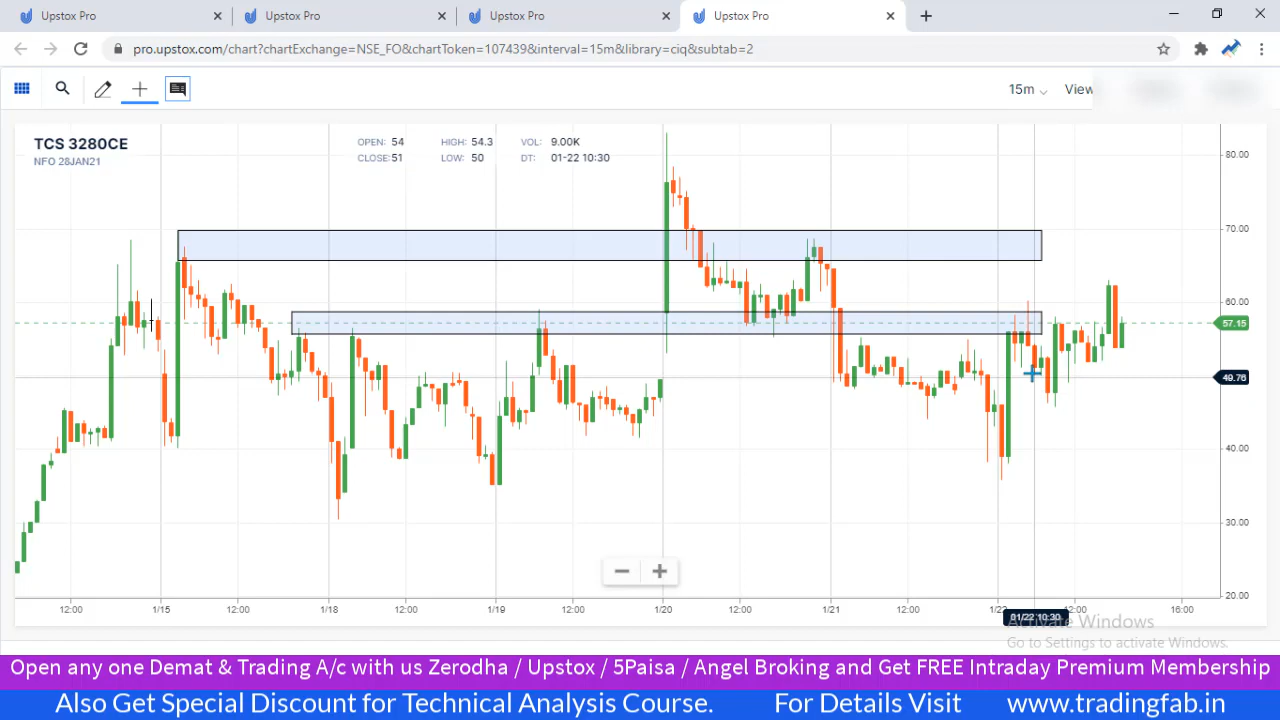 Upstox Pro
Upstox Pro
Upstox Pro
Upstox Pro
pro.upstox.com/chart?chartExchange=NSE_FO&chartToken=107439&interval=15m&library=ciq&subtab=2
15m
View
TCS 3280CE
NFO 28JAN21
OPEN: 54 HIGH: 54.3 VOL: 9.00K
CLOSE:51 LOW: 50 DT: 01-22 10:30
80.00
70.00
60.00
57.15
49.76
40.00
30.00
20.00
12:00 1/15 12:00 1/18 12:00 1/19 12:00 1/20 12:00 1/21 12:00 12:00 16:00
01/22 10:30
Activate Windows
Go to Settings to activate Windows.
Open any one Demat & Trading A/c with us Zerodha / Upstox / 5Paisa / Angel Broking and Get FREE Intraday Premium Membership
Also Get Special Discount for Technical Analysis Course. For Details Visit www.tradingfab.in